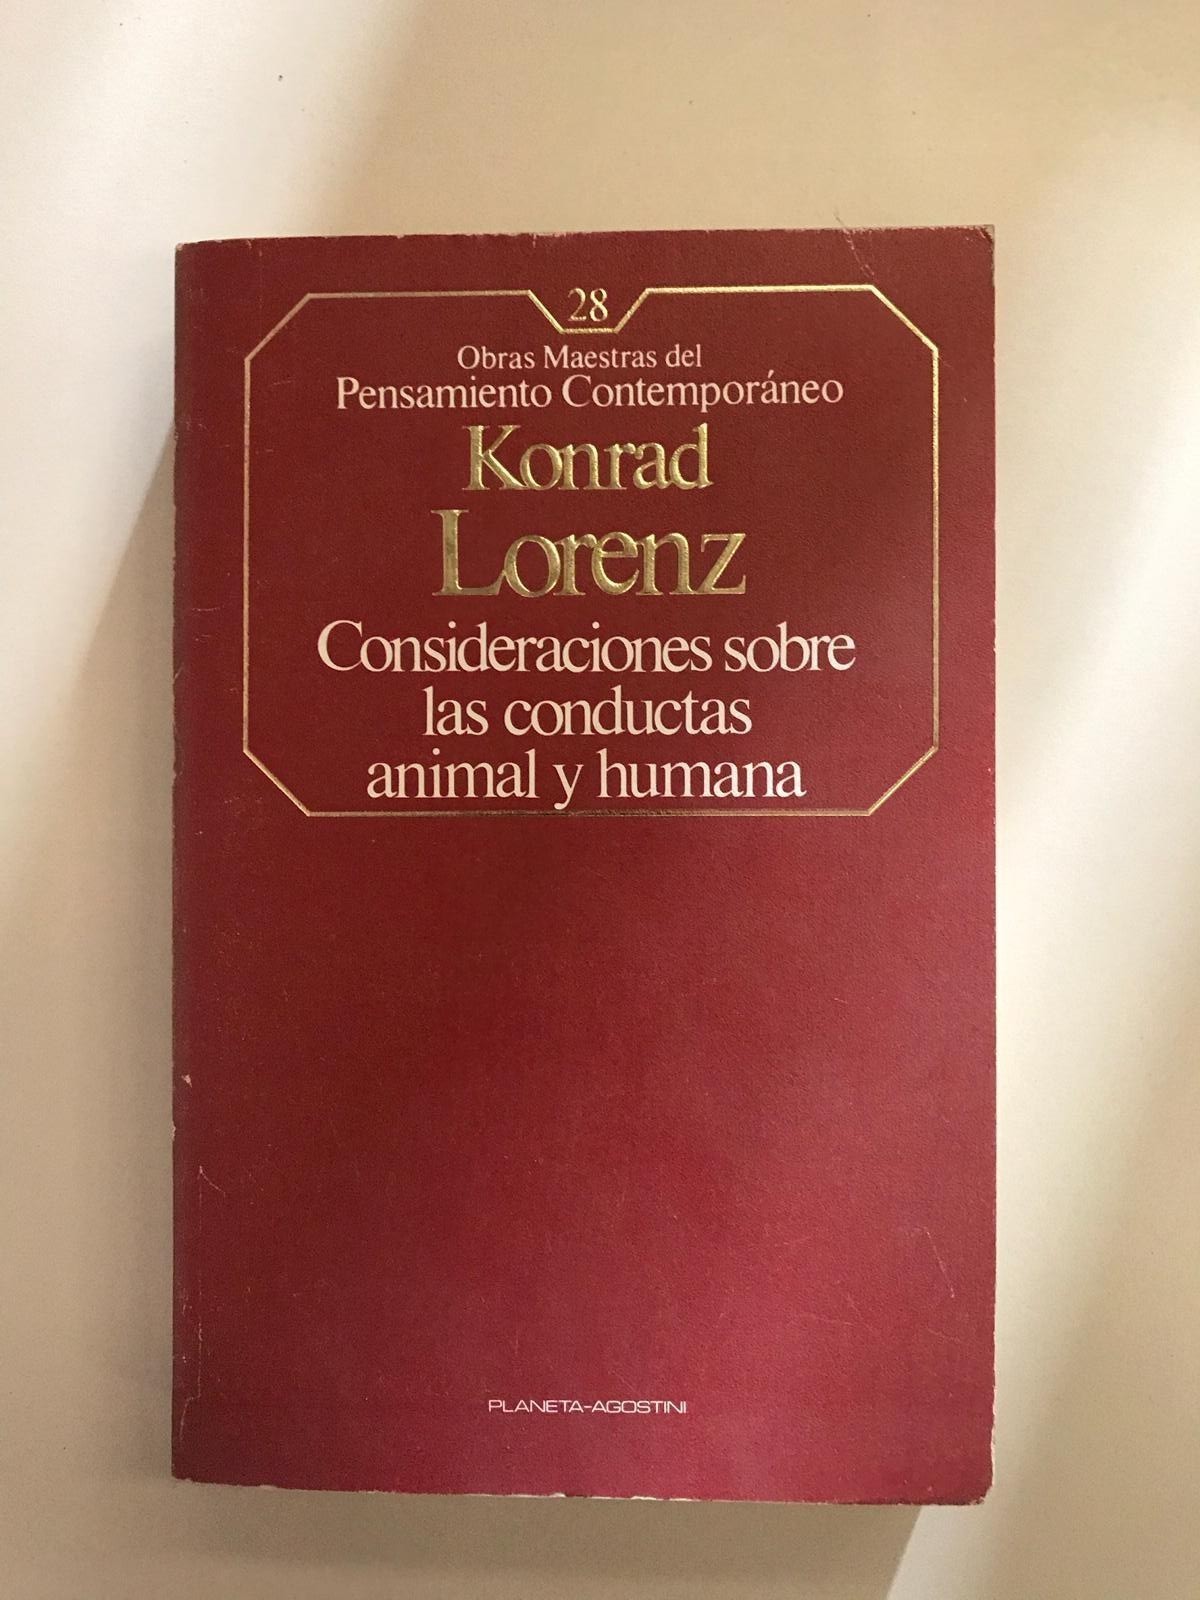 28
Obras Maestras del
Pensamiento Contemporáneo
Konrad
Lorenz
Consideraciones sobre
las conductas
animal y humana
PLANETA-AGOSTINI